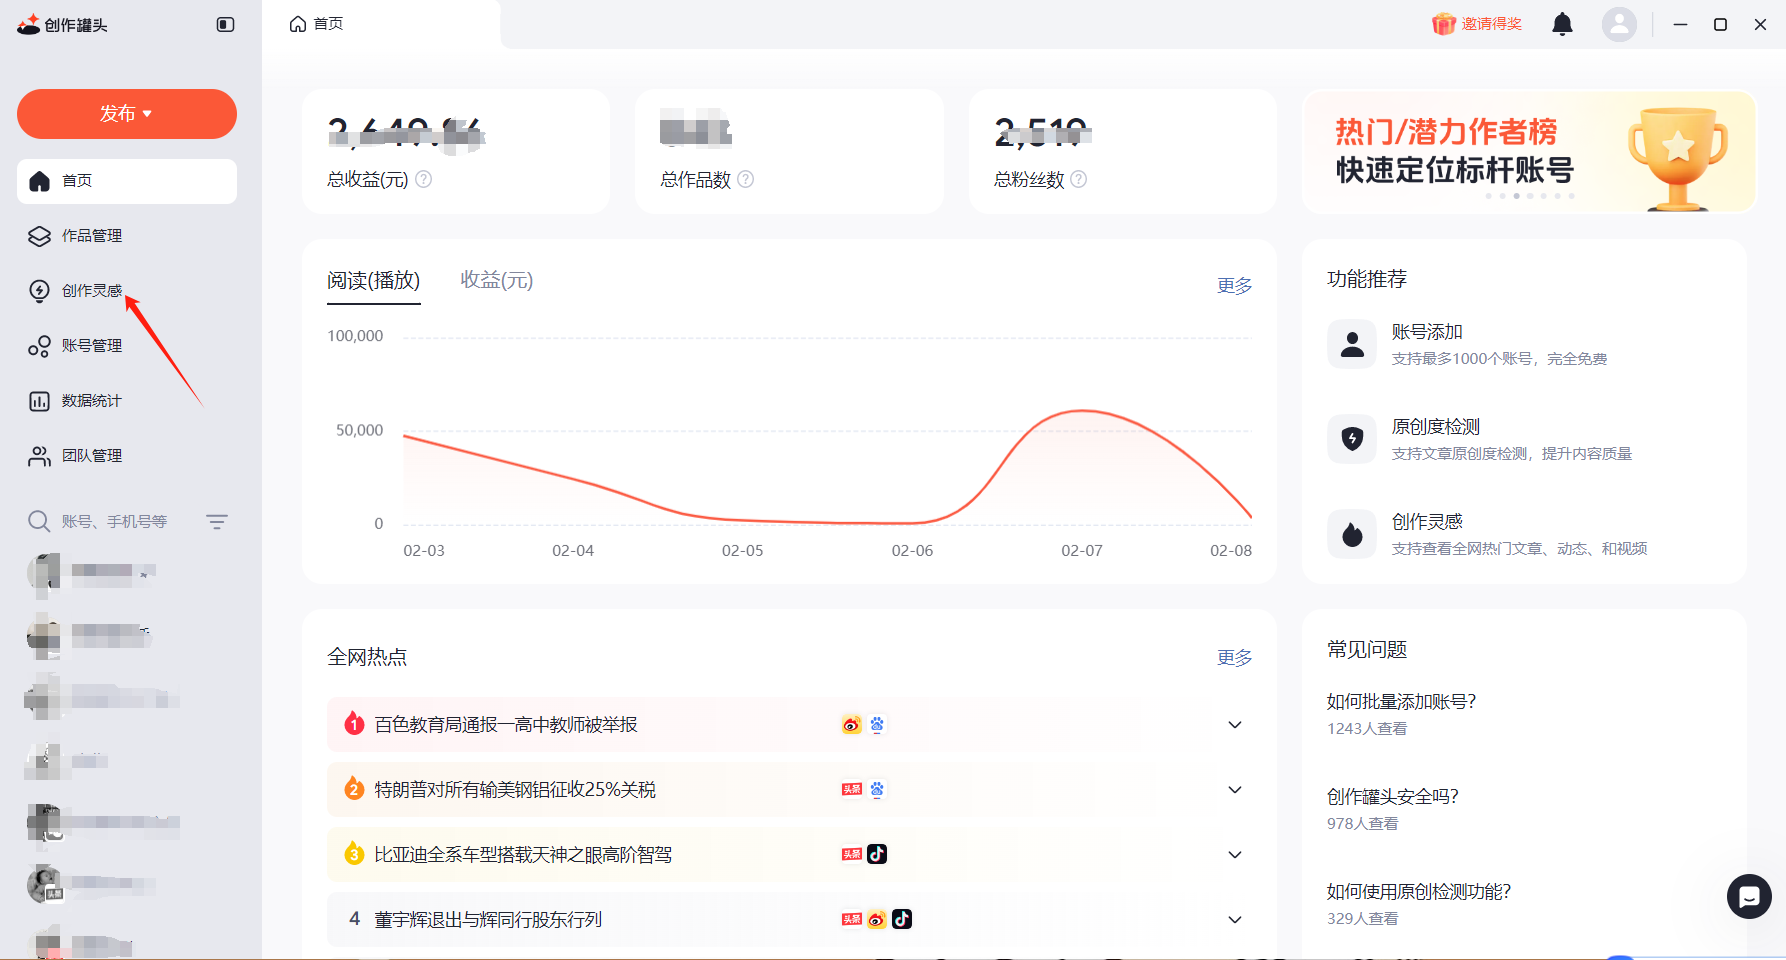 创作罐头
首页
邀请得奖
发布
首页
作品管理
创作灵感
账号管理
数据统计
团队管理
账号、手机号等
总收益(元)
总作品数
2,519
总粉丝数
热门/潜力作者榜
快速定位标杆账号
阅读(播放)
收益(元)
更多
100,000
50,000
0
02-03
02-04
02-05
02-06
02-07
02-08
功能推荐
账号添加
支持最多1000个账号，完全免费
原创度检测
支持文章原创度检测，提升内容质量
创作灵感
支持查看全网热门文章、动态、和视频
全网热点
更多
1 百色教育局通报一高中教师被举报
2 特朗普对所有输美钢铝征收25%关税
头条
3 比亚迪全系车型搭载天神之眼高阶智驾
头条
4 董宇辉退出与辉同行股东行列
头条
常见问题
如何批量添加账号?
1243人查看
创作罐头安全吗?
978人查看
如何使用原创检测功能?
329人查看
头条